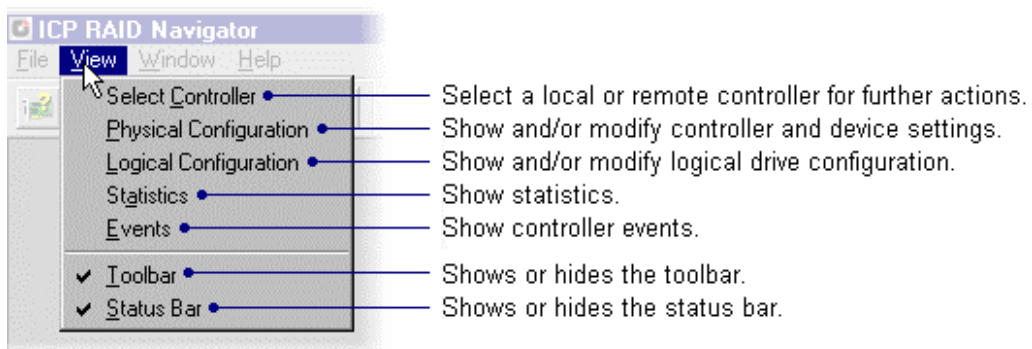 ICP RAID Navigator
File View Window Help
Select Controller Select a local or remote controller for further actions.
Physical Configuration Show and/or modify controller and device settings.
Logical Configuration Show and/or modify logical drive configuration.
Statistics Show statistics.
Events Show controller events.
Toolbar Shows or hides the toolbar.
Status Bar Shows or hides the status bar.